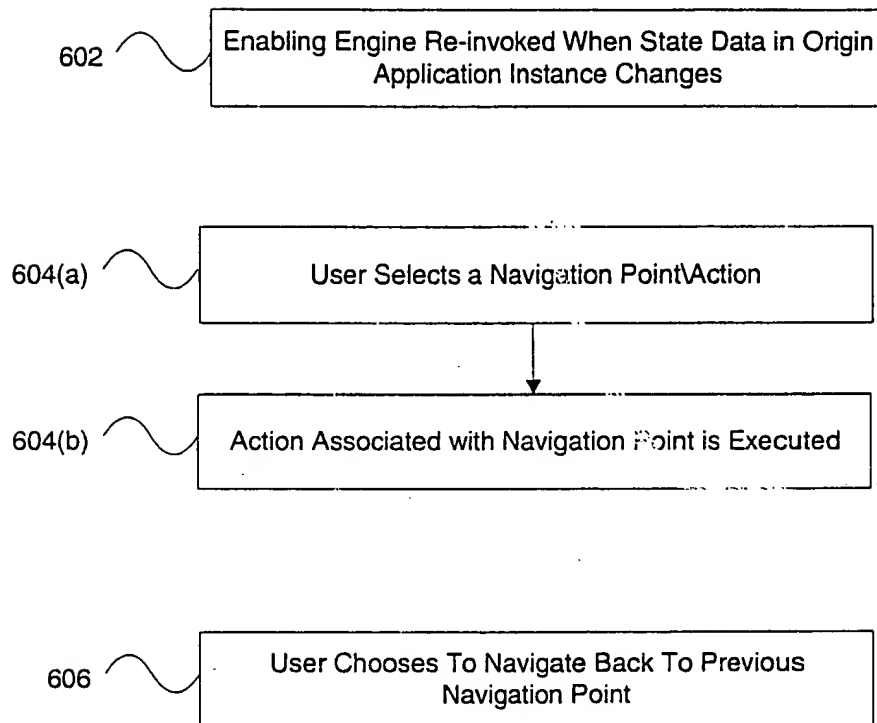 602
Enabling Engine Re-invoked When State Data in Origin
Application Instance Changes
604(a)
User Selects a Navigation Point\Action
604(b)
Action Associated with Navigation Point is Executed
606
User Chooses To Navigate Back To Previous
Navigation Point